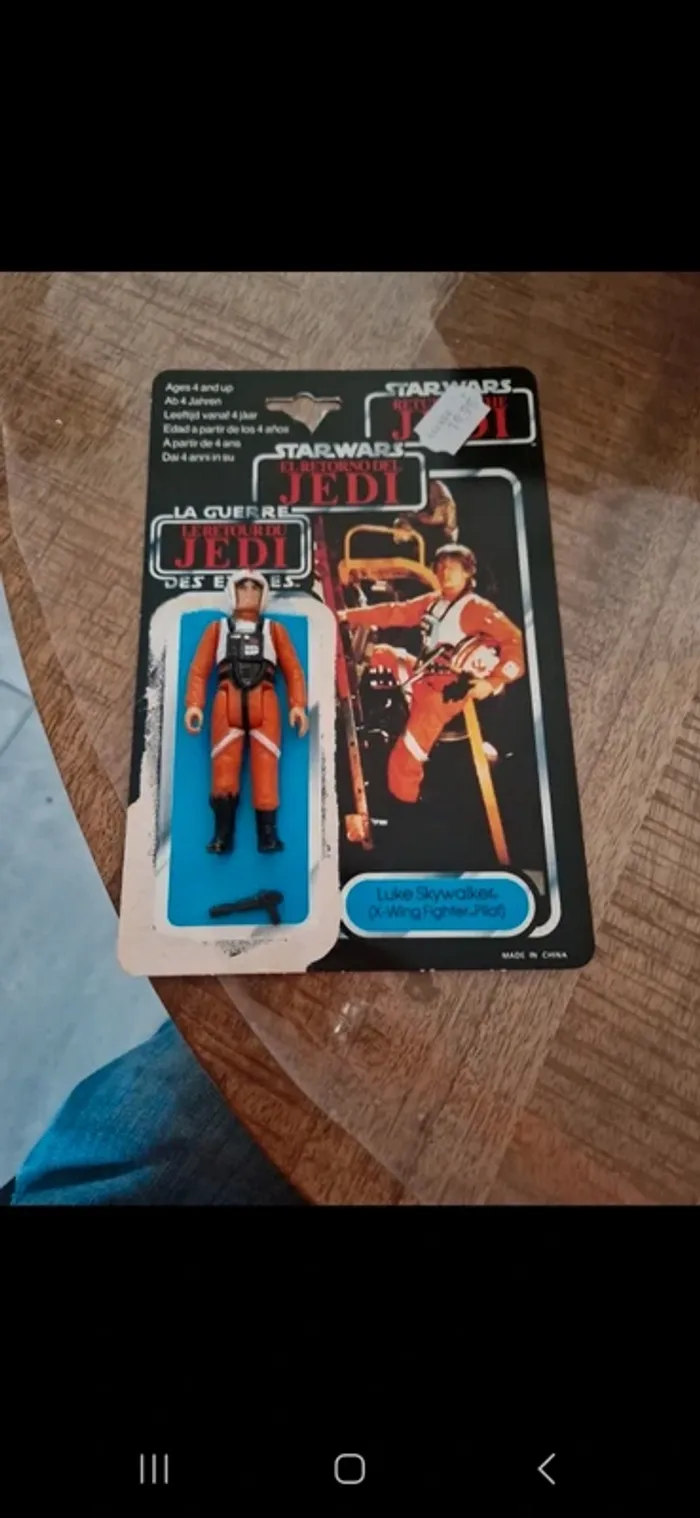 Ages 4 and up
Ab 4 Jahren
Leeftijd vanaf 4 jaar
Edad a partir de los 4 años
A partir de 4 ans
Dai 4 anni in su
STAR WARS
JEDI
STAR WARS
EL RETORNO DEL
JEDI
LA GUERRE
LE RETOUR DU
JEDI
DES
Luke Skywalker
(X-Wing Fighter Pilot)
MADE IN CHINA